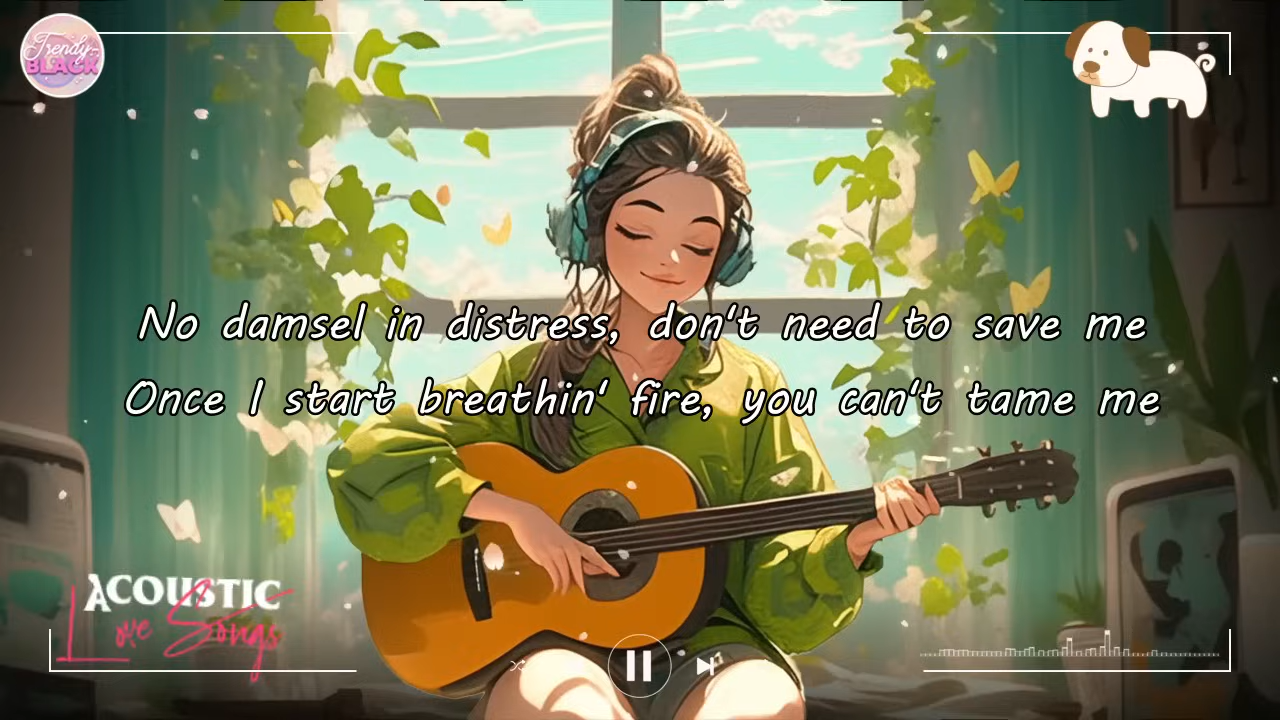 Trendy
BLACK
No damsel in distress, don't need to save me
Once I start breathin' fire, you can't tame me
ACOUSTIC
Love Songs